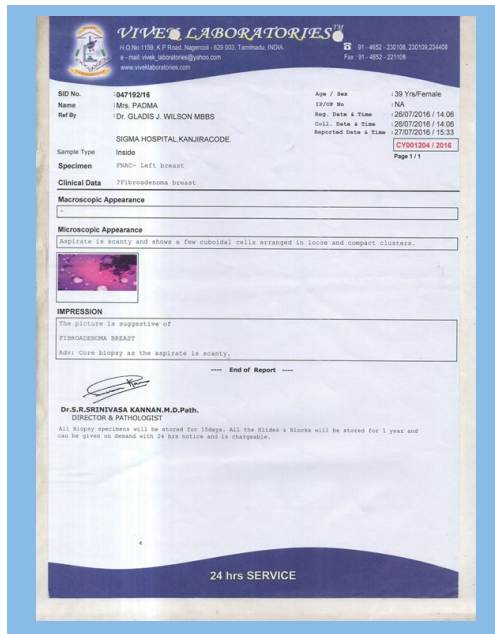 VIVEK LABORATORIES™
H.O.No 1159, K.P Road, Nagercoil - 629 003, Tamilnadu, INDIA.
e - mail: vivek_laboratories@yahoo.com
www.viveklaboratories.com
91 - 4652 - 230108, 230109,234408
Fax : 91 - 4652 - 221108
SID No. : 047192/16
Age / Sex : 39 Yrs/Female
Name : Mrs. PADMA
IP/OP No : NA
Ref By : Dr. GLADIS J. WILSON MBBS
Reg. Date & Time : 26/07/2016 / 14:06
Coll. Date & Time : 26/07/2016 / 14:06
Reported Date & Time : 27/07/2016 / 15:33
SIGMA HOSPITAL,KANJIRACODE.
CY001204 / 2016
Sample Type Inside
Page 1 / 1
Specimen FNAC- Left breast
Clinical Data ?Fibroadenoma breast
Macroscopic Appearance
–
Microscopic Appearance
Aspirate is scanty and shows a few cuboidal cells arranged in loose and compact clusters.
IMPRESSION
The picture is suggestive of
FIBROADENOMA BREAST
Adv: Core biopsy as the aspirate is scanty.
---- End of Report ----
Dr.S.R.SRINIVASA KANNAN.M.D.Path.
DIRECTOR & PATHOLOGIST
All Biopsy specimens will be stored for 15days. All the Slides & Blocks will be stored for 1 year and
can be given on demand with 24 hrs notice and is chargeable.
24 hrs SERVICE